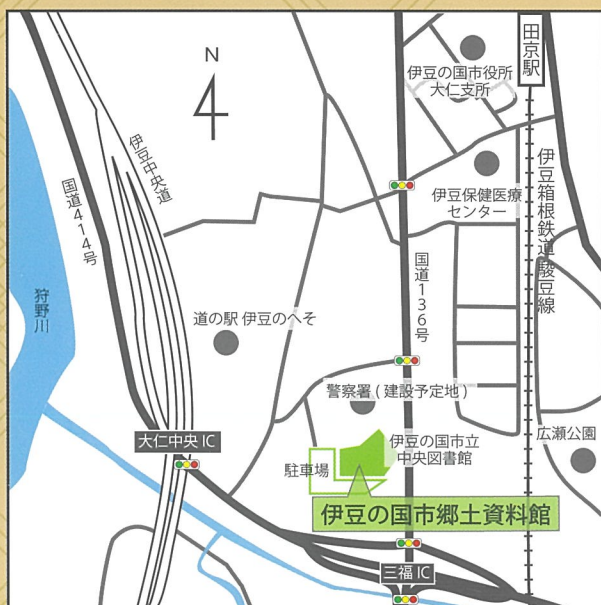 N
田京駅
伊豆の国市役所
大仁支所
伊豆中央道
国道414号
伊豆保健医療
センター
伊豆箱根鉄道駿豆線
国道136号
狩野川
道の駅 伊豆のへそ
警察署(建設予定地)
大仁中央 IC
伊豆の国市立
中央図書館
広瀬公園
駐車場
伊豆の国市郷土資料館
三福 IC